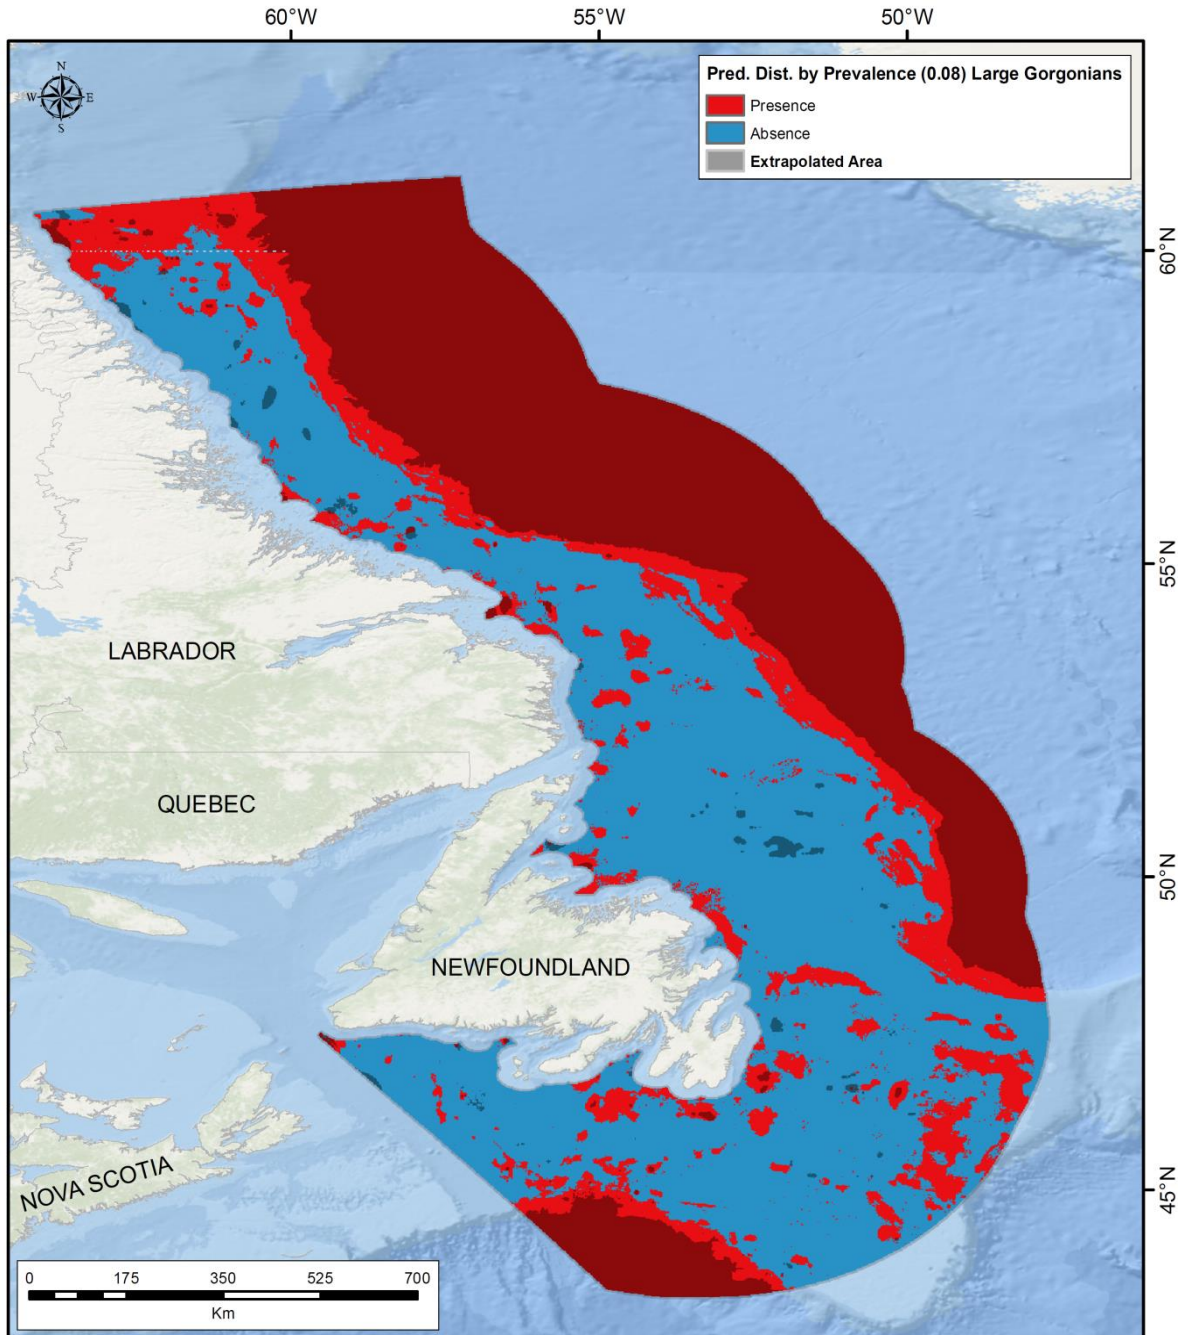 60°W 55°W 50°W
N
W E
S
Pred. Dist. by Prevalence (0.08) Large Gorgonians
Presence
Absence
Extrapolated Area
60°N
55°N
LABRADOR
QUEBEC
50°N
NEWFOUNDLAND
NOVA SCOTIA
45°N
0 175 350 525 700
Km